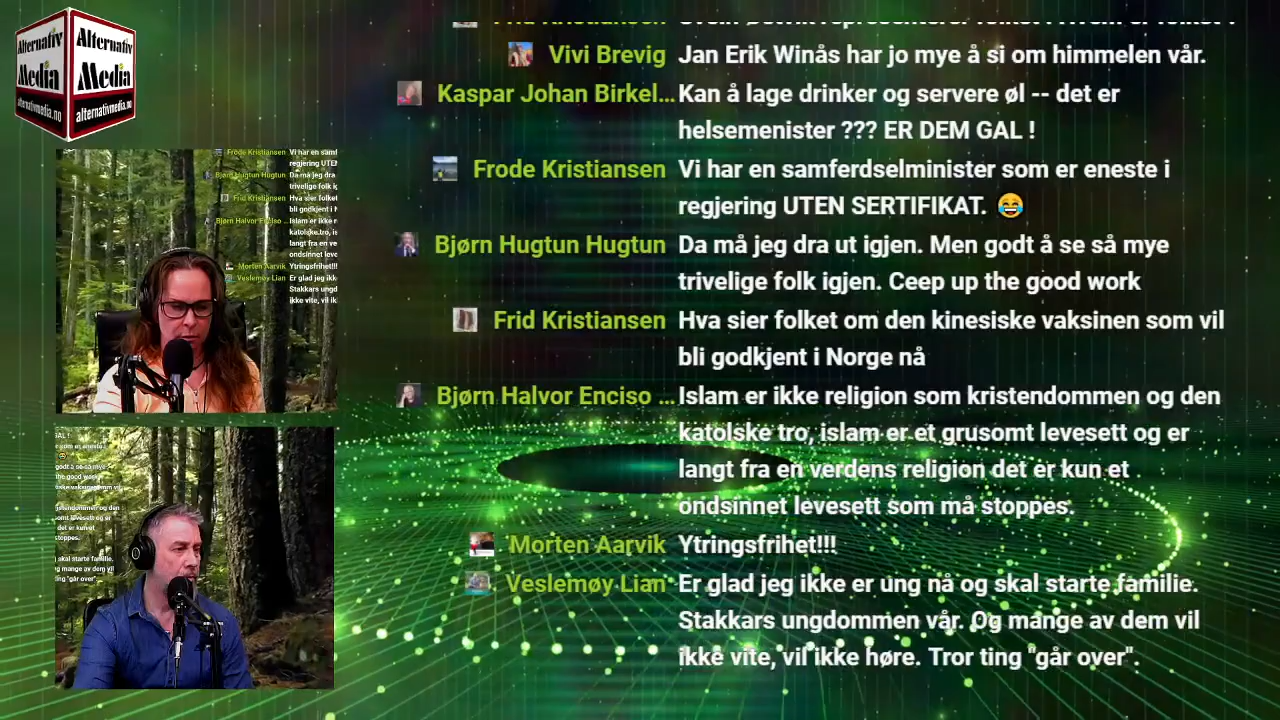 Alternativ
Media
alternativmedia.no
Alternativ
Media
alternativmedia.no
Frid Kristiansen
Vivi Brevig Jan Erik Winås har jo mye å si om himmelen vår.
Kaspar Johan Birkel... Kan å lage drinker og servere øl -- det er
helsemenister ??? ER DEM GAL !
Frode Kristiansen Vi har en samferdselminister som er eneste i
regjering UTEN SERTIFIKAT. 😂
Bjørn Hugtun Hugtun Da må jeg dra ut igjen. Men godt å se så mye
trivelige folk igjen. Ceep up the good work
Frid Kristiansen Hva sier folket om den kinesiske vaksinen som vil
bli godkjent i Norge nå
Bjørn Halvor Enciso ... Islam er ikke religion som kristendommen og den
katolske tro, islam er et grusomt levesett og er
langt fra en verdens religion det er kun et
ondsinnet levesett som må stoppes.
Morten Aarvik Ytringsfrihet!!!
Veslemøy Lian Er glad jeg ikke er ung nå og skal starte familie.
Stakkars ungdommen vår. Og mange av dem vil
ikke vite, vil ikke høre. Tror ting "går over".